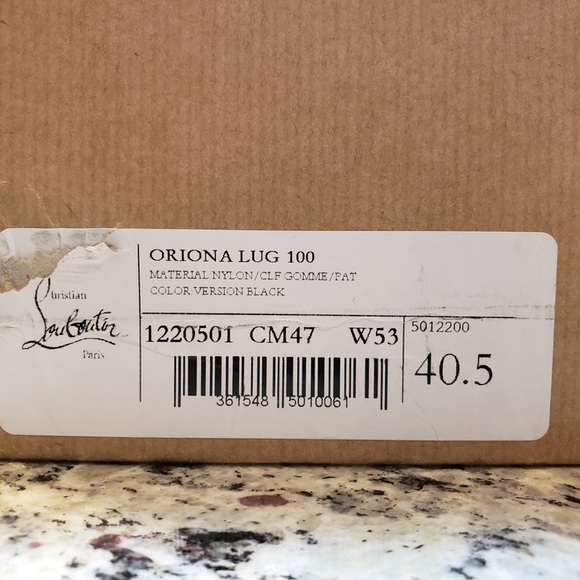 Christian
Louboutin
Paris
ORIONA LUG 100
MATERIAL NYLON/CLF GOMME/PAT
COLOR VERSION BLACK
1220501 CM47 W53
5012200
40.5
361548 5010061